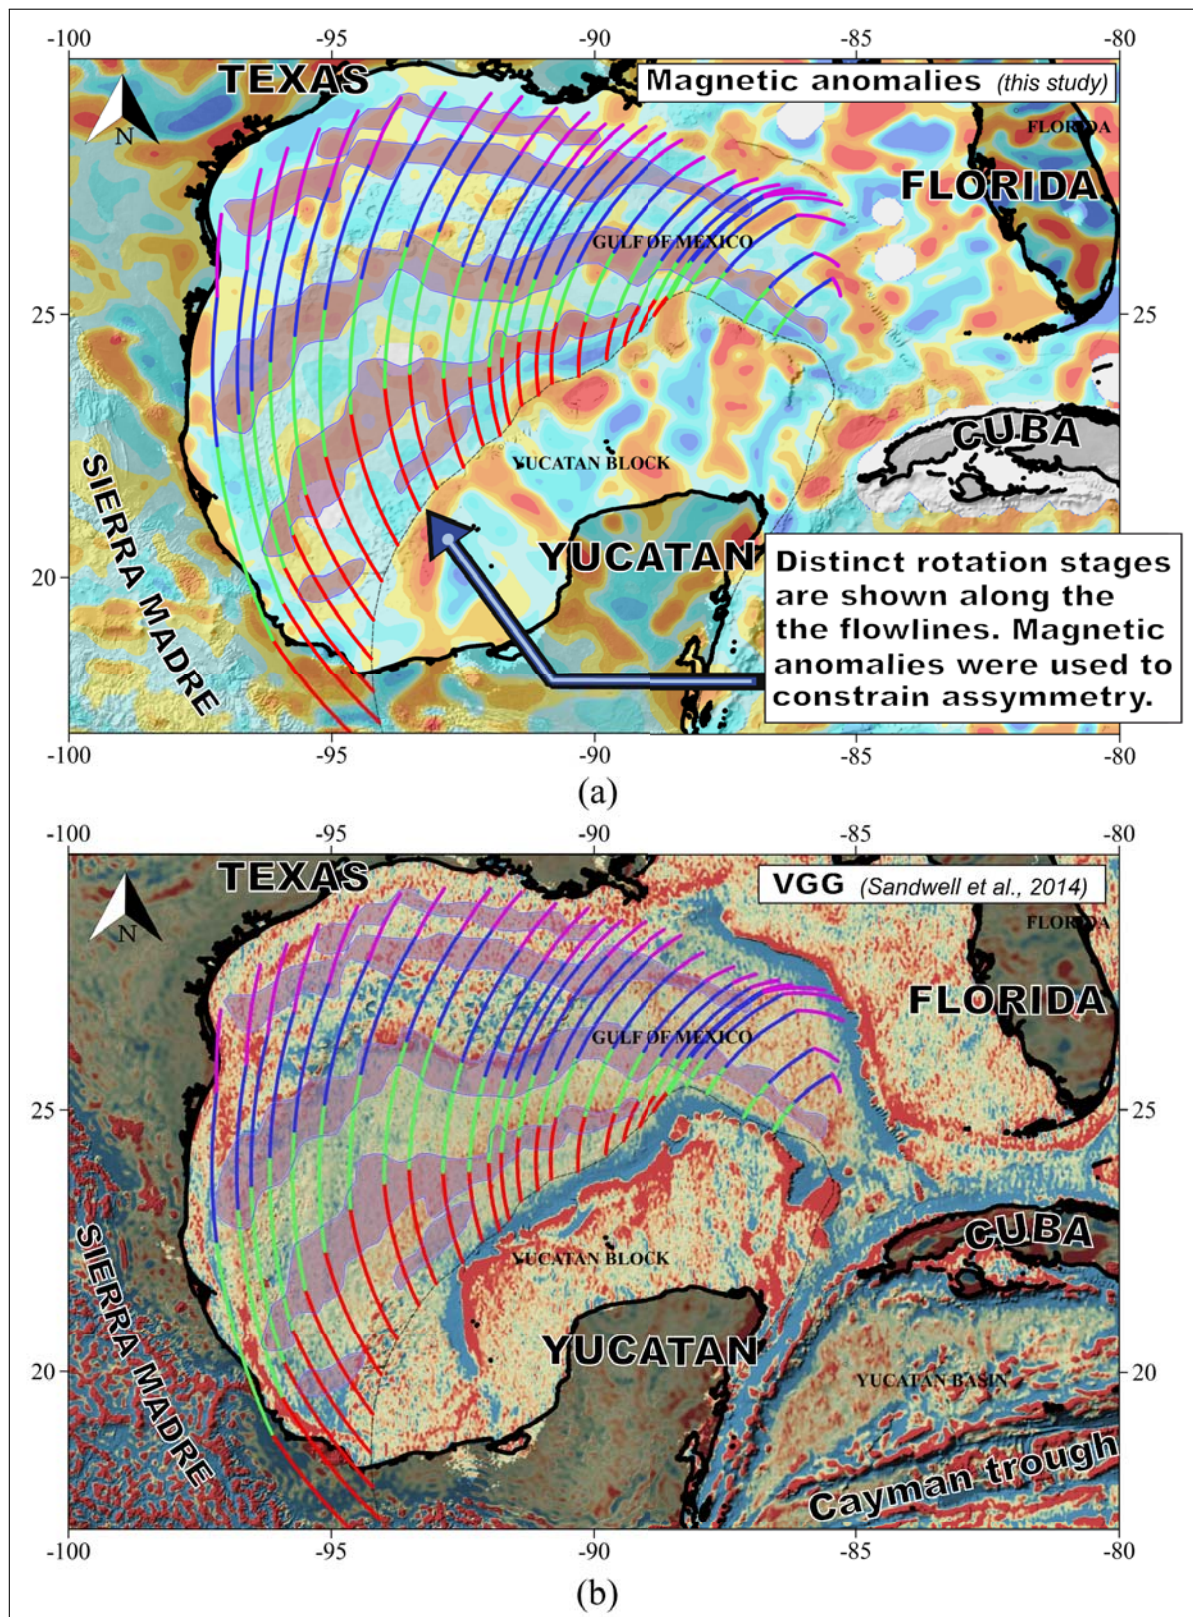 -100 -95 -90 -85 -80
TEXAS
Magnetic anomalies (this study)
N
FLORIDA
FLORIDA
GULF OF MEXICO
25 25
CUBA
SIERRA MADRE
YUCATAN BLOCK
20
YUCATAN
Distinct rotation stages
are shown along the
the flowlines. Magnetic
anomalies were used to
constrain assymmetry.
-100 -95 -90 -85 -80
(a)
-100 -95 -90 -85 -80
TEXAS
VGG (Sandwell et al., 2014)
N
FLORIDA
FLORIDA
GULF OF MEXICO
25 25
CUBA
SIERRA MADRE
YUCATAN BLOCK
YUCATAN
20 20
YUCATAN BASIN
Cayman trough
-100 -95 -90 -85 -80
(b)